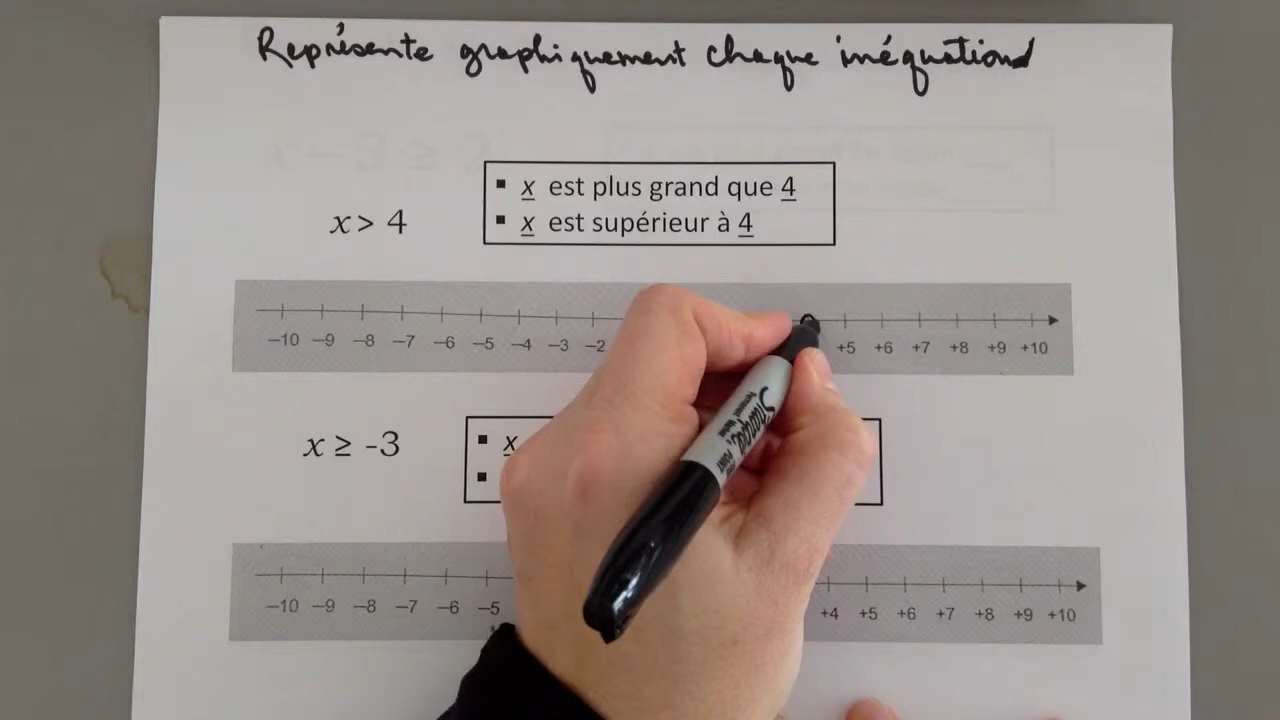 Représente graphiquement chaque inéquation
▪ x est plus grand que 4
x > 4
▪ x est supérieur à 4
–10 –9 –8 –7 –6 –5 –4 –3 –2 +5 +6 +7 +8 +9 +10
x ≥ -3
▪ x
Sharpie
–10 –9 –8 –7 –6 –5 +4 +5 +6 +7 +8 +9 +10